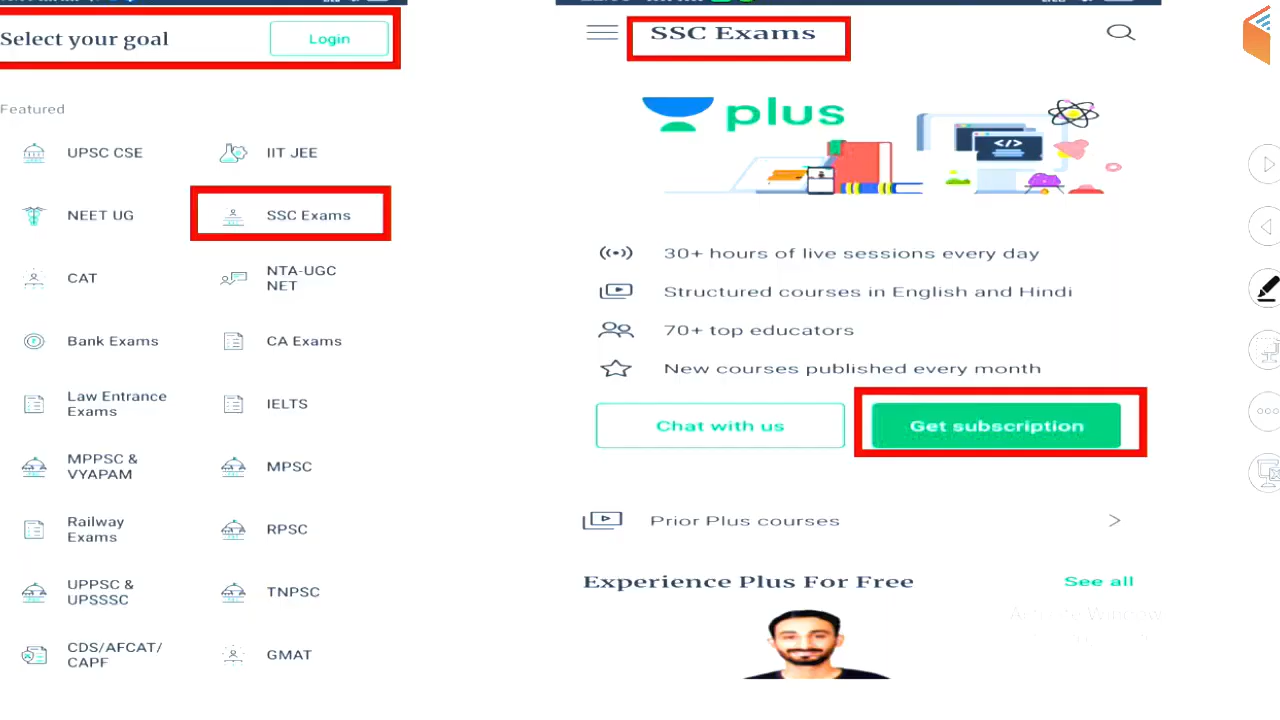 Select your goal
Login
Featured
UPSC CSE
IIT JEE
NEET UG
SSC Exams
CAT
NTA-UGC
NET
Bank Exams
CA Exams
Law Entrance
Exams
IELTS
MPPSC &
VYAPAM
MPSC
Railway
Exams
RPSC
UPPSC &
UPSSSC
TNPSC
CDS/AFCAT/
CAPF
GMAT
SSC Exams
plus
30+ hours of live sessions every day
Structured courses in English and Hindi
70+ top educators
New courses published every month
Chat with us
Get subscription
Prior Plus courses
Experience Plus For Free
See all